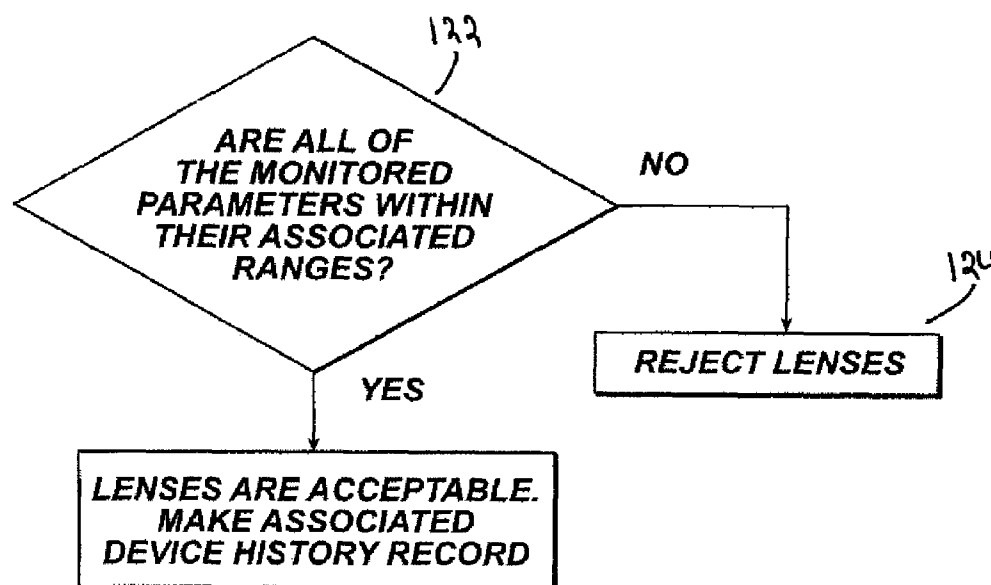 122
ARE ALL OF
THE MONITORED
PARAMETERS WITHIN
THEIR ASSOCIATED
RANGES?
NO
124
REJECT LENSES
YES
LENSES ARE ACCEPTABLE.
MAKE ASSOCIATED
DEVICE HISTORY RECORD